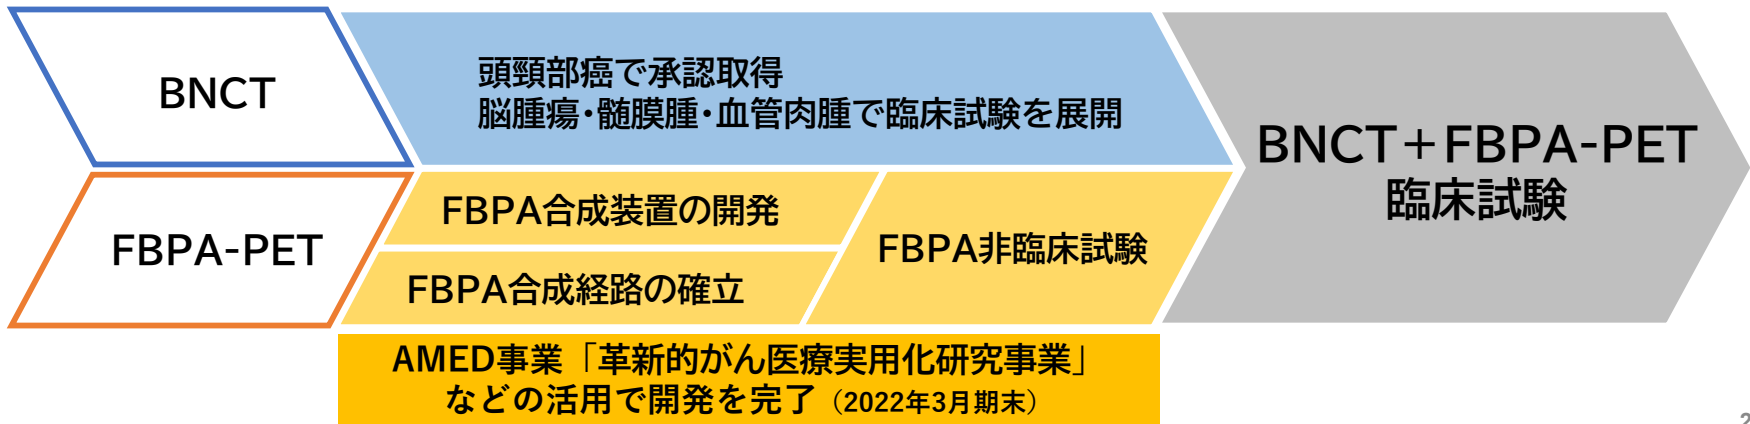 BNCT
頭頸部癌で承認取得
脳腫瘍・髄膜腫・血管肉腫で臨床試験を展開
BNCT＋FBPA-PET
臨床試験
FBPA-PET
FBPA合成装置の開発
FBPA合成経路の確立
FBPA非臨床試験
AMED事業「革新的がん医療実用化研究事業」
などの活用で開発を完了（2022年3月期末）
2